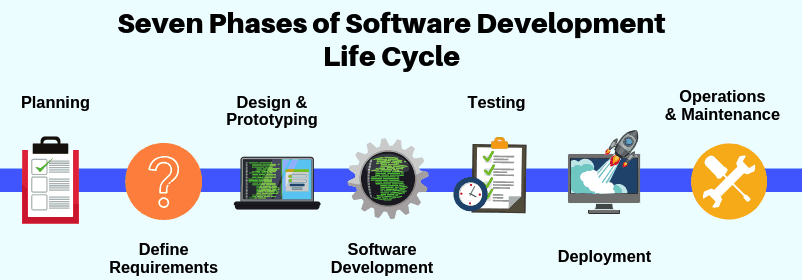 Seven Phases of Software Development
Life Cycle
Planning
Define
Requirements
Design &
Prototyping
Software
Development
Testing
Deployment
Operations
& Maintenance